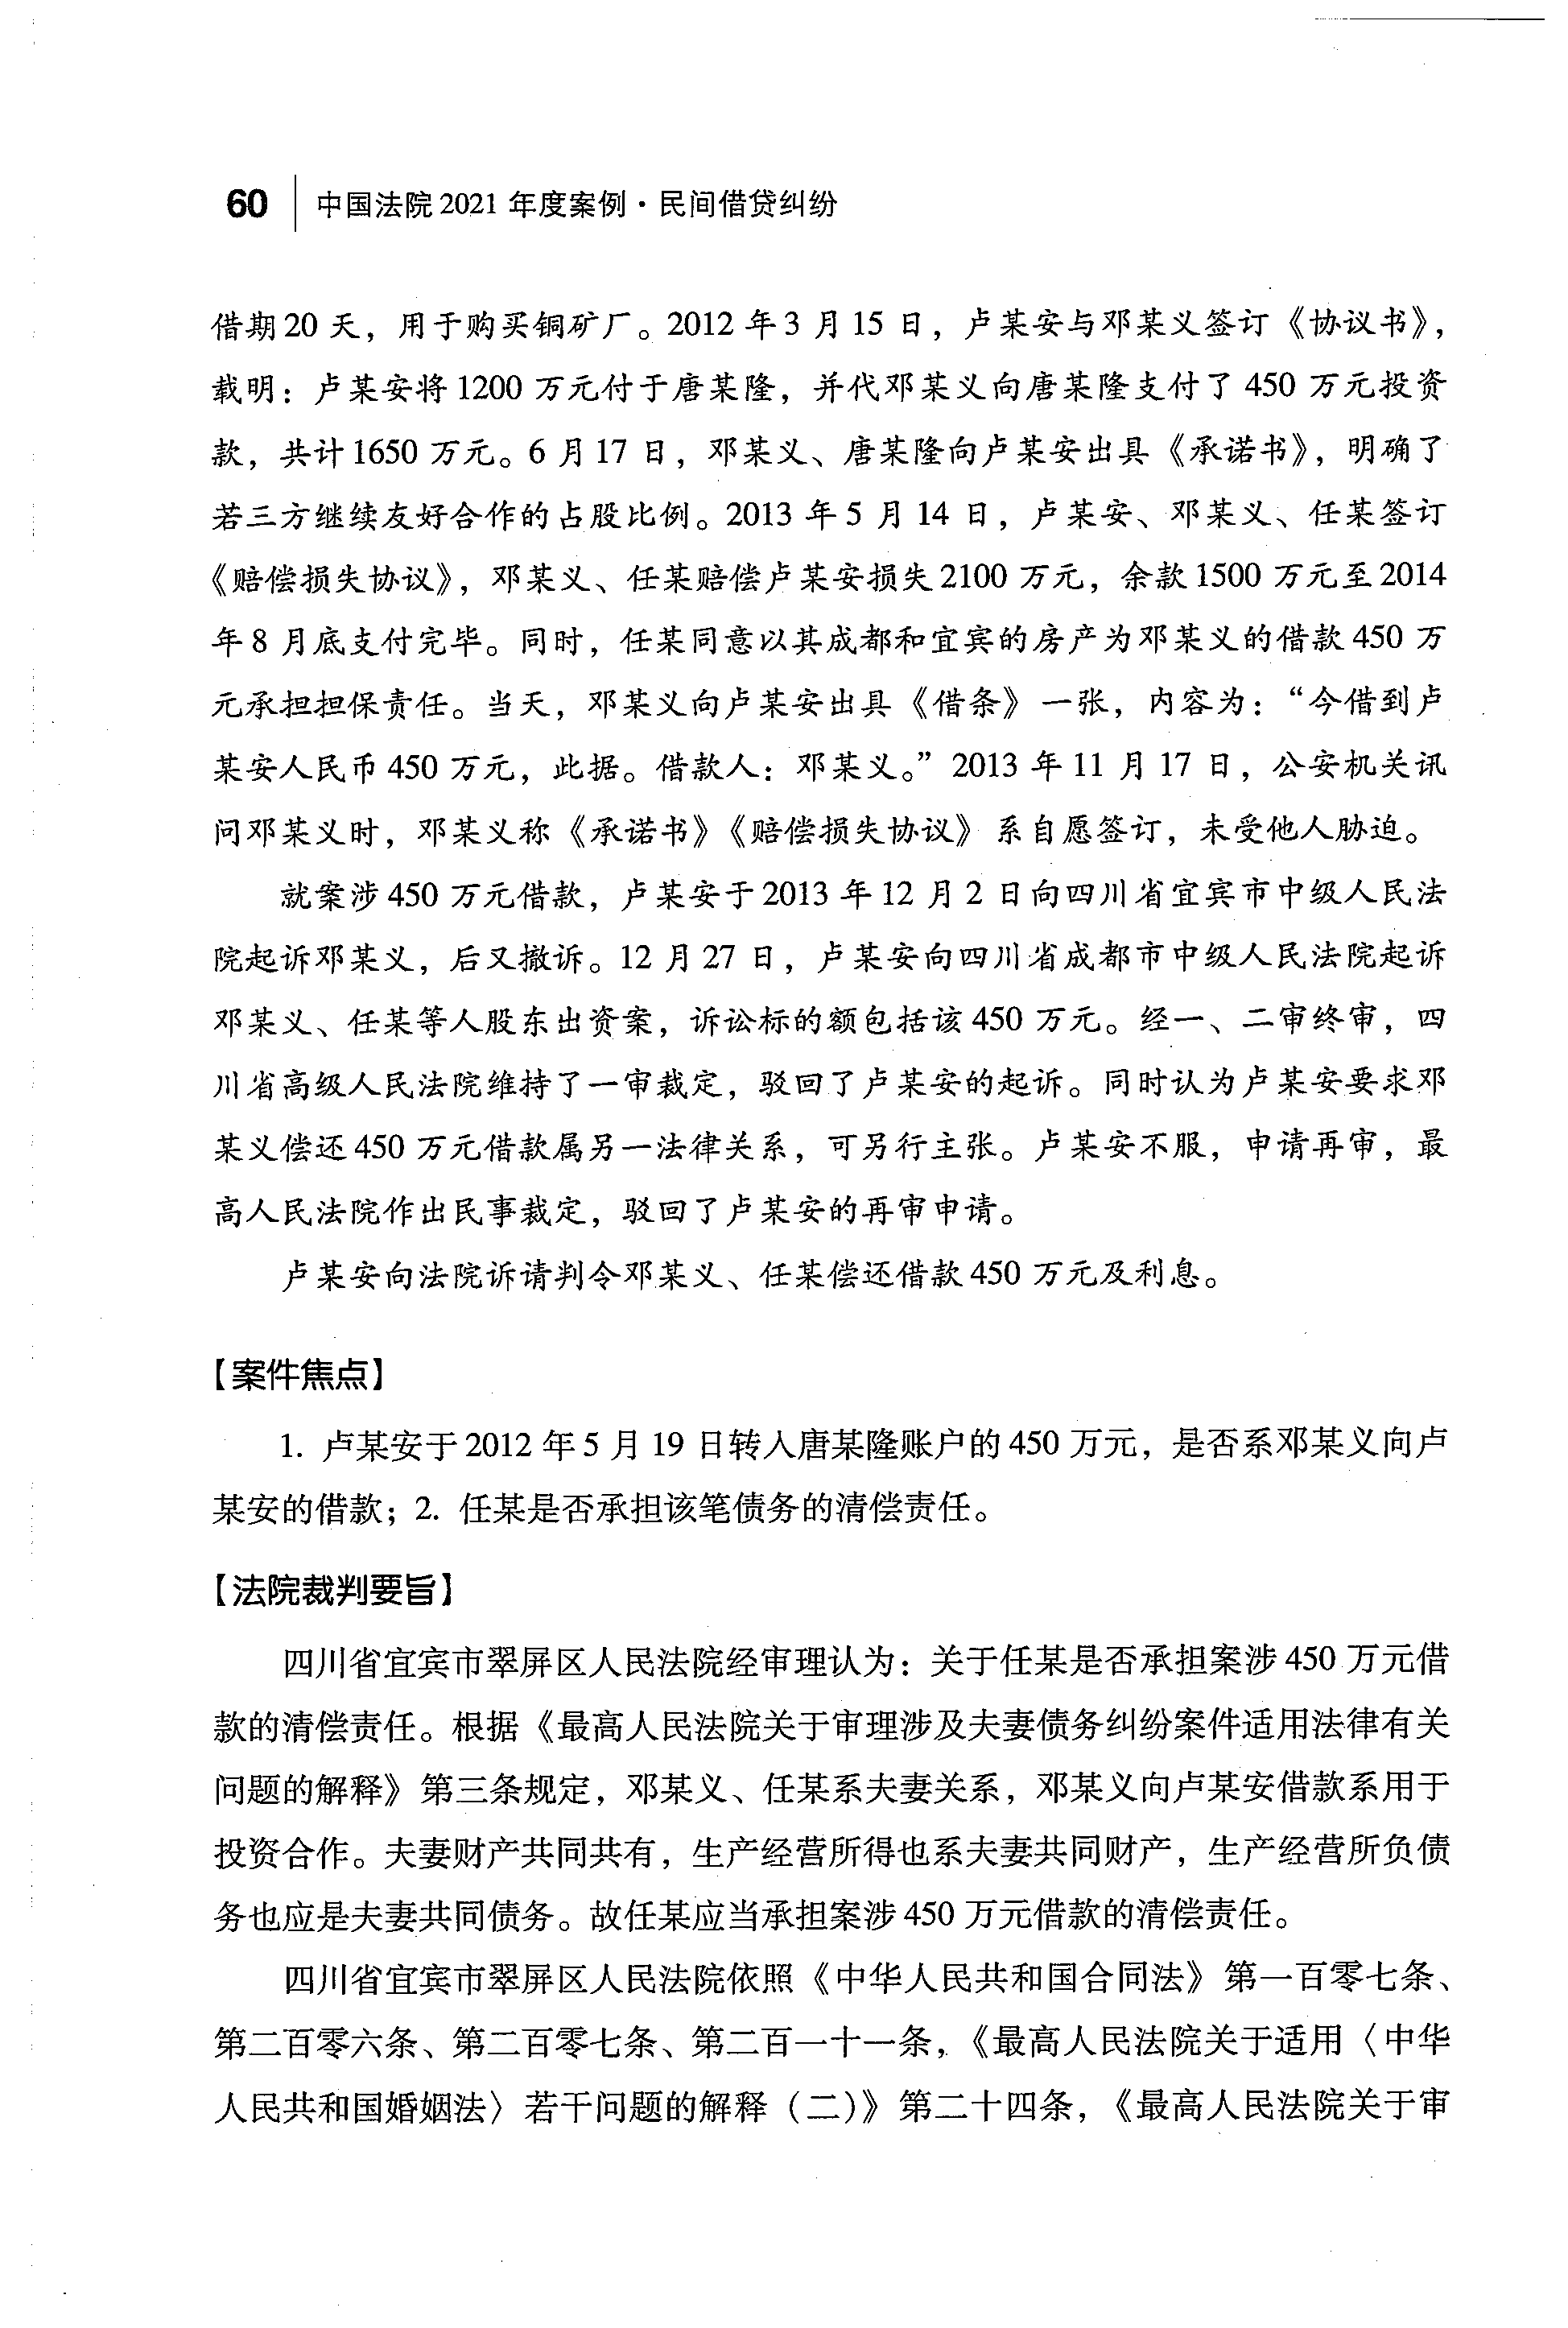 60 中国法院 2021 年度案例·民间借贷纠纷
借期 20 天，用于购买铜矿厂。2012 年 3 月 15 日，卢某安与邓某义签订《协议书》，
载明：卢某安将 1200 万元付于唐某隆，并代邓某义向唐某隆支付了 450 万元投资
款，共计 1650 万元。6 月 17 日，邓某义、唐某隆向卢某安出具《承诺书》，明确了
若三方继续友好合作的占股比例。2013 年 5 月 14 日，卢某安、邓某义、任某签订
《赔偿损失协议》，邓某义、任某赔偿卢某安损失 2100 万元，余款 1500 万元至 2014
年 8 月底支付完毕。同时，任某同意以其成都和宜宾的房产为邓某义的借款 450 万
元承担担保责任。当天，邓某义向卢某安出具《借条》一张，内容为：“今借到卢
某安人民币 450 万元，此据。借款人：邓某义。”2013 年 11 月 17 日，公安机关讯
问邓某义时，邓某义称《承诺书》《赔偿损失协议》系自愿签订，未受他人胁迫。
就案涉 450 万元借款，卢某安于 2013 年 12 月 2 日向四川省宜宾市中级人民法
院起诉邓某义，后又撤诉。12 月 27 日，卢某安向四川省成都市中级人民法院起诉
邓某义、任某等人股东出资案，诉讼标的额包括该 450 万元。经一、二审终审，四
川省高级人民法院维持了一审裁定，驳回了卢某安的起诉。同时认为卢某安要求邓
某义偿还 450 万元借款属另一法律关系，可另行主张。卢某安不服，申请再审，最
高人民法院作出民事裁定，驳回了卢某安的再审申请。
卢某安向法院诉请判令邓某义、任某偿还借款 450 万元及利息。
【案件焦点】
1. 卢某安于 2012 年 5 月 19 日转入唐某隆账户的 450 万元，是否系邓某义向卢
某安的借款；2. 任某是否承担该笔债务的清偿责任。
【法院裁判要旨】
四川省宜宾市翠屏区人民法院经审理认为：关于任某是否承担案涉 450 万元借
款的清偿责任。根据《最高人民法院关于审理涉及夫妻债务纠纷案件适用法律有关
问题的解释》第三条规定，邓某义、任某系夫妻关系，邓某义向卢某安借款系用于
投资合作。夫妻财产共同共有，生产经营所得也系夫妻共同财产，生产经营所负债
务也应是夫妻共同债务。故任某应当承担案涉 450 万元借款的清偿责任。
四川省宜宾市翠屏区人民法院依照《中华人民共和国合同法》第一百零七条、
第二百零六条、第二百零七条、第二百一十一条，《最高人民法院关于适用〈中华
人民共和国婚姻法〉若干问题的解释（二）》第二十四条，《最高人民法院关于审